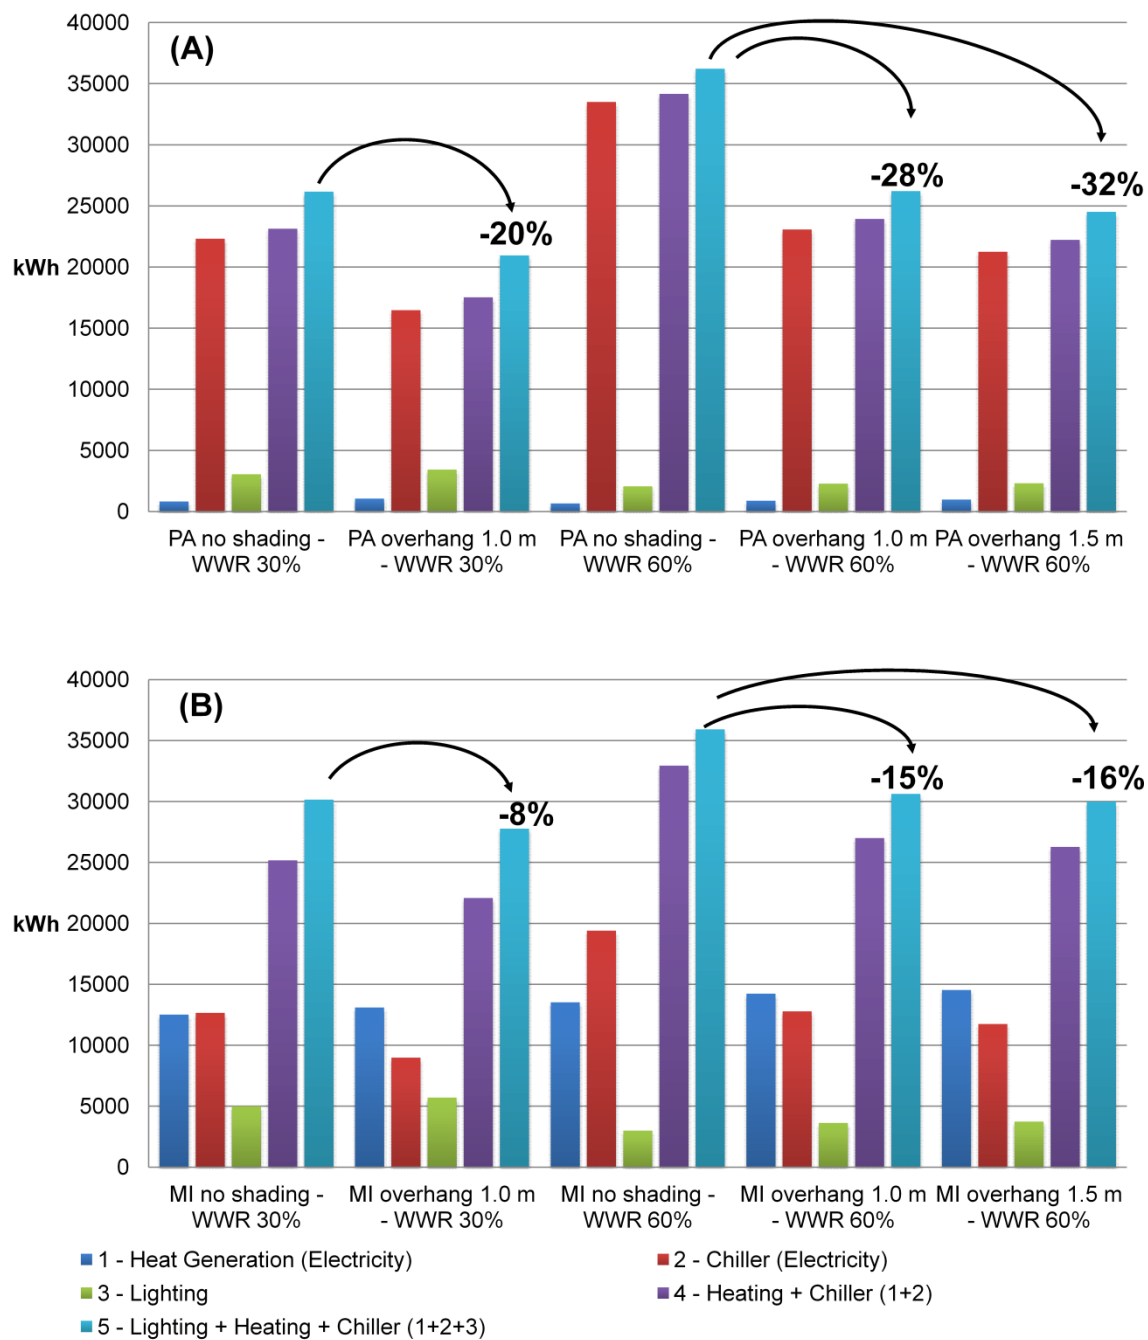 40000
(A)
35000
30000
-28%
-32%
25000
-20%
kWh
20000
15000
10000
5000
0
PA no shading - WWR 30%
PA overhang 1.0 m - WWR 30%
PA no shading - WWR 60%
PA overhang 1.0 m - WWR 60%
PA overhang 1.5 m - WWR 60%
40000
(B)
35000
-15%
-16%
30000
-8%
25000
kWh
20000
15000
10000
5000
0
MI no shading - WWR 30%
MI overhang 1.0 m - WWR 30%
MI no shading - WWR 60%
MI overhang 1.0 m - WWR 60%
MI overhang 1.5 m - WWR 60%
1 - Heat Generation (Electricity)
2 - Chiller (Electricity)
3 - Lighting
4 - Heating + Chiller (1+2)
5 - Lighting + Heating + Chiller (1+2+3)